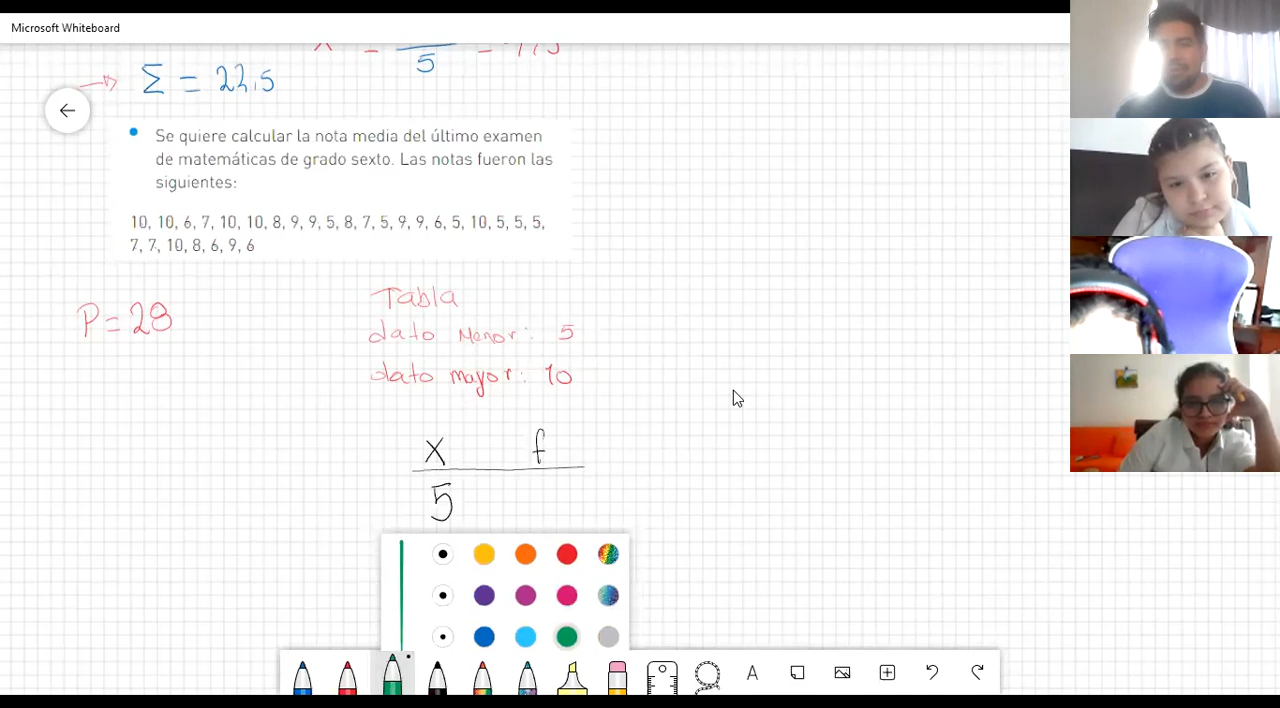 Microsoft Whiteboard
5
Σ = 22.5
Se quiere calcular la nota media del último examen
de matemáticas de grado sexto. Las notas fueron las
siguientes:
10, 10, 6, 7, 10, 10, 8, 9, 9, 5, 8, 7, 5, 9, 9, 6, 5, 10, 5, 5, 5,
7, 7, 10, 8, 6, 9, 6
P = 28
Tabla
dato Menor: 5
dato mayor: 10
x f
5
A